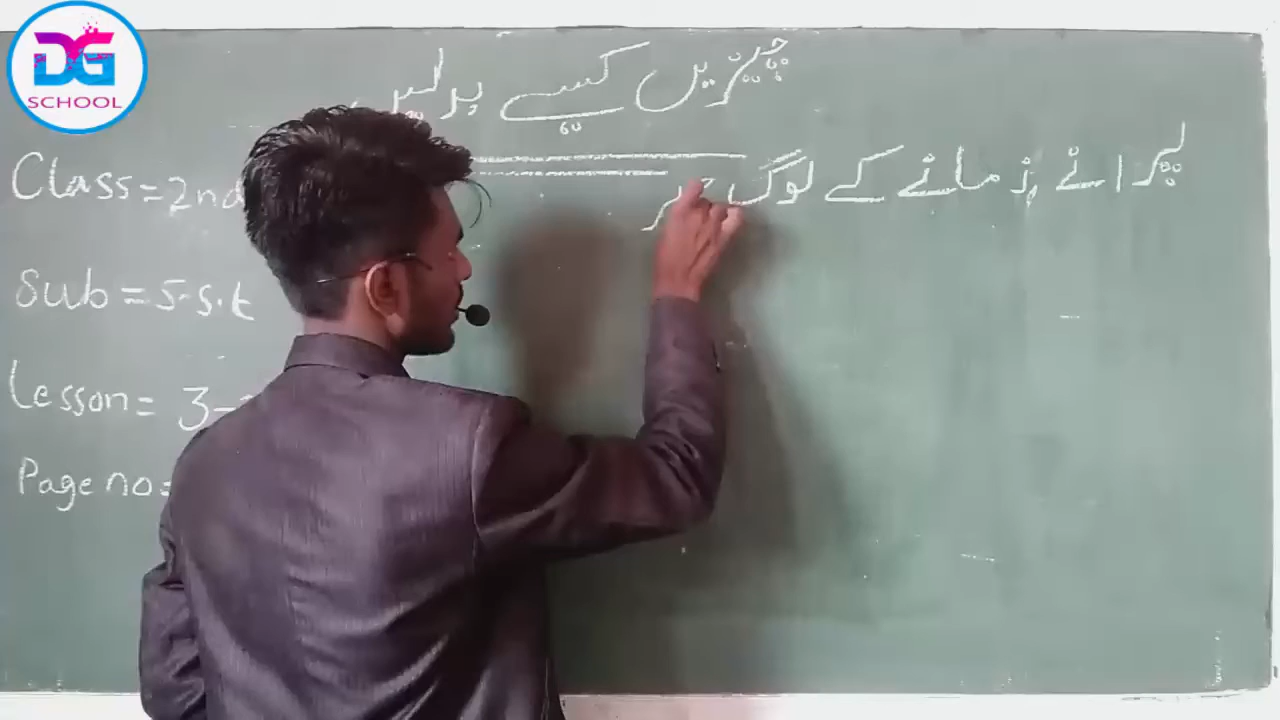 DG
SCHOOL
چیزیں کیسے بدلیں
پرانے زمانے کے لوگ
Class = 2nd
Sub = S.S.t
Lesson = 3
Page no =